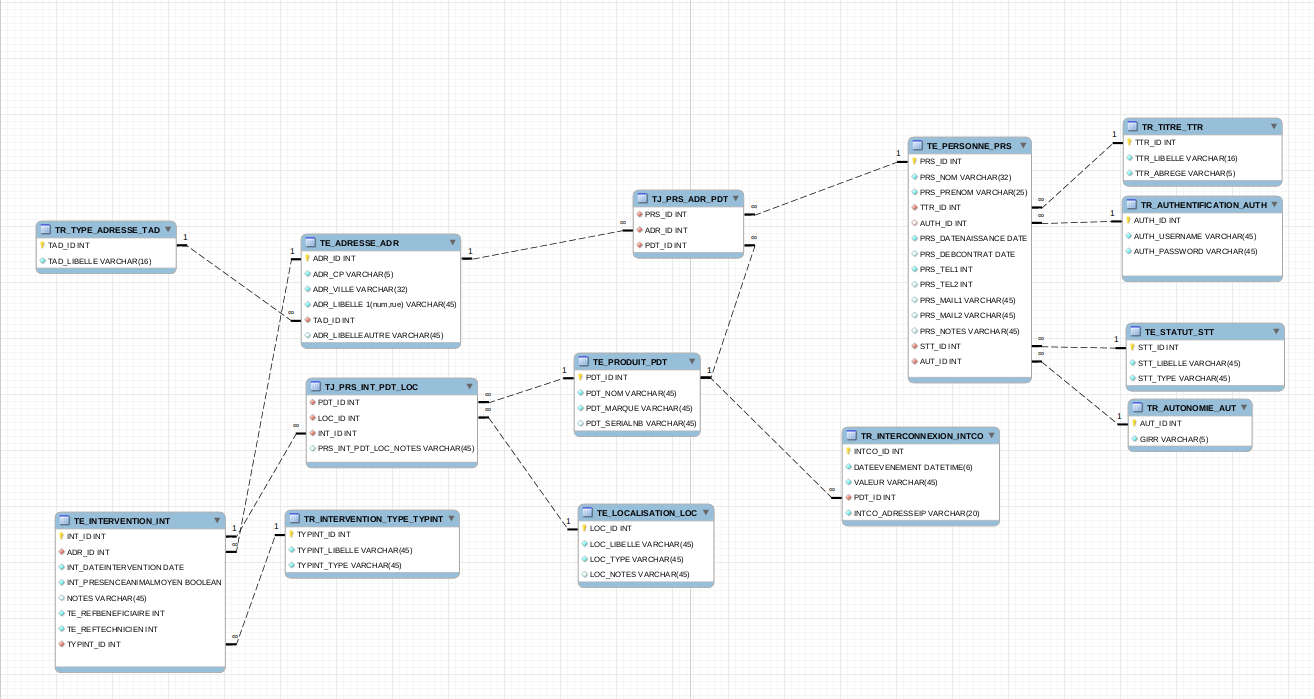 TR_TYPE_ADRESSE_TAD
TAD_ID INT
TAD_LIBELLE VARCHAR(16)
1
∞
TE_ADRESSE_ADR
ADR_ID INT
ADR_CP VARCHAR(5)
ADR_VILLE VARCHAR(32)
ADR_LIBELLE 1(num,rue) VARCHAR(45)
TAD_ID INT
ADR_LIBELLEAUTRE VARCHAR(45)
1
1
∞
TJ_PRS_ADR_PDT
PRS_ID INT
ADR_ID INT
PDT_ID INT
∞
∞
1
TE_PERSONNE_PRS
PRS_ID INT
PRS_NOM VARCHAR(32)
PRS_PRENOM VARCHAR(25)
TTR_ID INT
AUTH_ID INT
PRS_DATENAISSANCE DATE
PRS_DEBCONTRAT DATE
PRS_TEL1 INT
PRS_TEL2 INT
PRS_MAIL1 VARCHAR(45)
PRS_MAIL2 VARCHAR(45)
PRS_NOTES VARCHAR(45)
STT_ID INT
AUT_ID INT
∞
∞
∞
∞
1
TR_TITRE_TTR
TTR_ID INT
TTR_LIBELLE VARCHAR(16)
TTR_ABREGE VARCHAR(5)
1
TR_AUTHENTIFICATION_AUTH
AUTH_ID INT
AUTH_USERNAME VARCHAR(45)
AUTH_PASSWORD VARCHAR(45)
1
TE_STATUT_STT
STT_ID INT
STT_LIBELLE VARCHAR(45)
STT_TYPE VARCHAR(45)
1
TR_AUTONOMIE_AUT
AUT_ID INT
GIRR VARCHAR(5)
TJ_PRS_INT_PDT_LOC
PDT_ID INT
LOC_ID INT
INT_ID INT
PRS_INT_PDT_LOC_NOTES VARCHAR(45)
∞
∞
∞
1
TE_PRODUIT_PDT
PDT_ID INT
PDT_NOM VARCHAR(45)
PDT_MARQUE VARCHAR(45)
PDT_SERIALNB VARCHAR(45)
1
∞
TR_INTERCONNEXION_INTCO
INTCO_ID INT
DATEEVENEMENT DATETIME(6)
VALEUR VARCHAR(45)
PDT_ID INT
INTCO_ADRESSEIP VARCHAR(20)
TE_INTERVENTION_INT
INT_ID INT
ADR_ID INT
INT_DATEINTERVENTION DATE
INT_PRESENCEANIMALMOYEN BOOLEAN
NOTES VARCHAR(45)
TE_REFBENEFICIAIRE INT
TE_REFTECHNICIEN INT
TYPINT_ID INT
1
∞
∞
1
TR_INTERVENTION_TYPE_TYPINT
TYPINT_ID INT
TYPINT_LIBELLE VARCHAR(45)
TYPINT_TYPE VARCHAR(45)
1
TE_LOCALISATION_LOC
LOC_ID INT
LOC_LIBELLE VARCHAR(45)
LOC_TYPE VARCHAR(45)
LOC_NOTES VARCHAR(45)